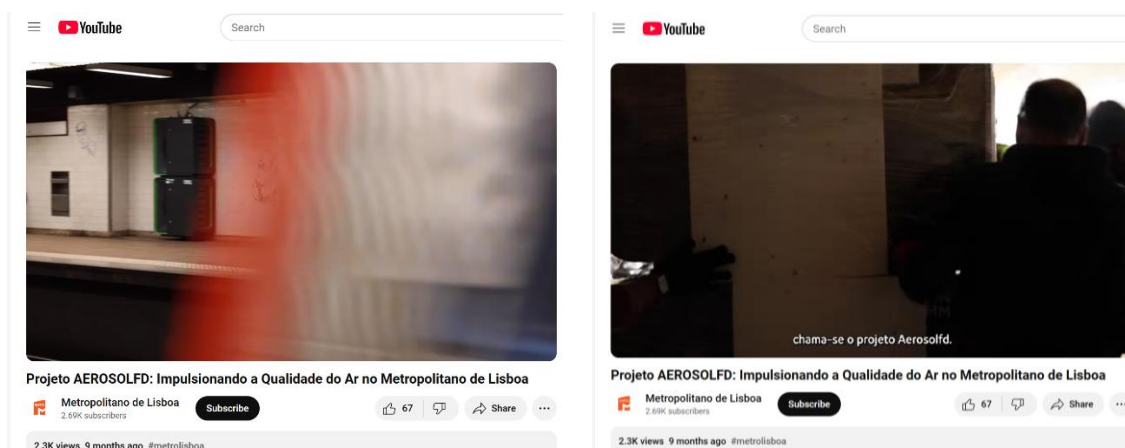 YouTube
Search
Projeto AEROSOLFD: Impulsionando a Qualidade do Ar no Metropolitano de Lisboa
Metropolitano de Lisboa
2.69K subscribers
Subscribe
67
Share
2.3K views 9 months ago #metrolisboa
YouTube
Search
chama-se o projeto Aerosolfd.
Projeto AEROSOLFD: Impulsionando a Qualidade do Ar no Metropolitano de Lisboa
Metropolitano de Lisboa
2.69K subscribers
Subscribe
67
Share
2.3K views 9 months ago #metrolisboa